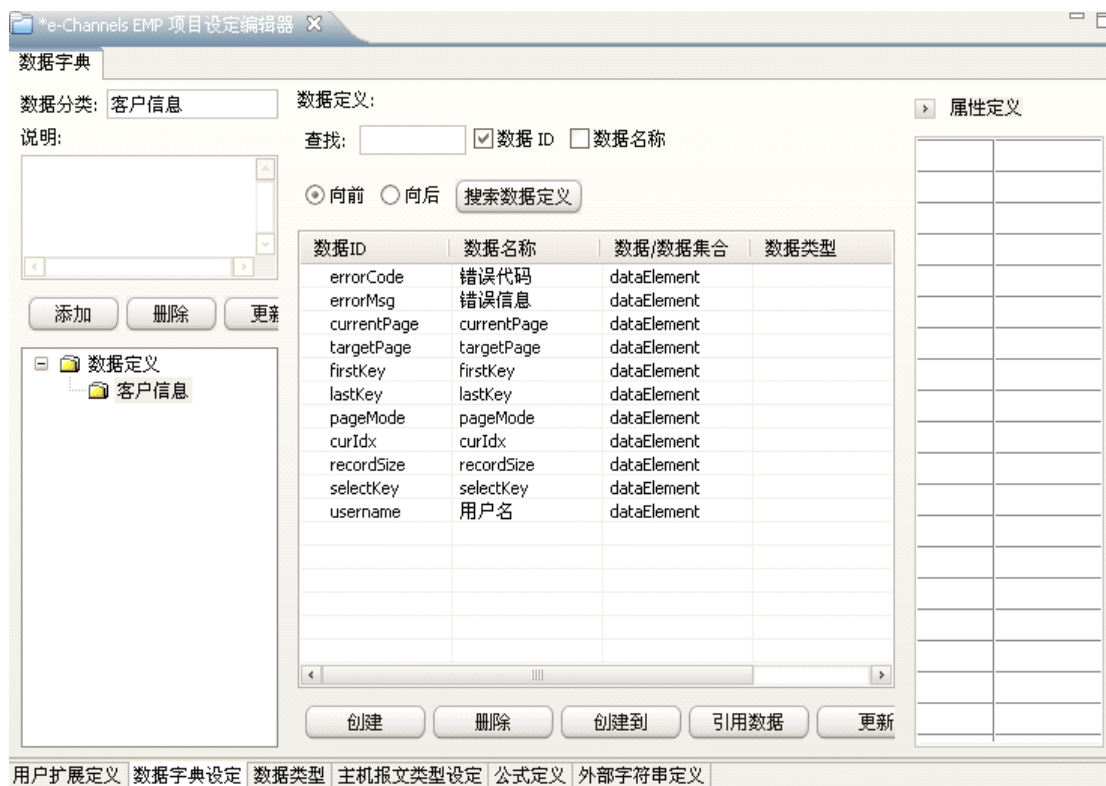 *e-Channels EMP 项目设定编辑器
数据字典
数据分类: 客户信息
说明:
添加 删除 更新
数据定义
客户信息
数据定义:
查找: 数据 ID 数据名称
向前 向后 搜索数据定义
数据ID 数据名称 数据/数据集合 数据类型
errorCode 错误代码 dataElement
errorMsg 错误信息 dataElement
currentPage currentPage dataElement
targetPage targetPage dataElement
firstKey firstKey dataElement
lastKey lastKey dataElement
pageMode pageMode dataElement
curIdx curIdx dataElement
recordSize recordSize dataElement
selectKey selectKey dataElement
username 用户名 dataElement
创建 删除 创建到 引用数据 更新
属性定义
用户扩展定义 数据字典设定 数据类型 主机报文类型设定 公式定义 外部字符串定义